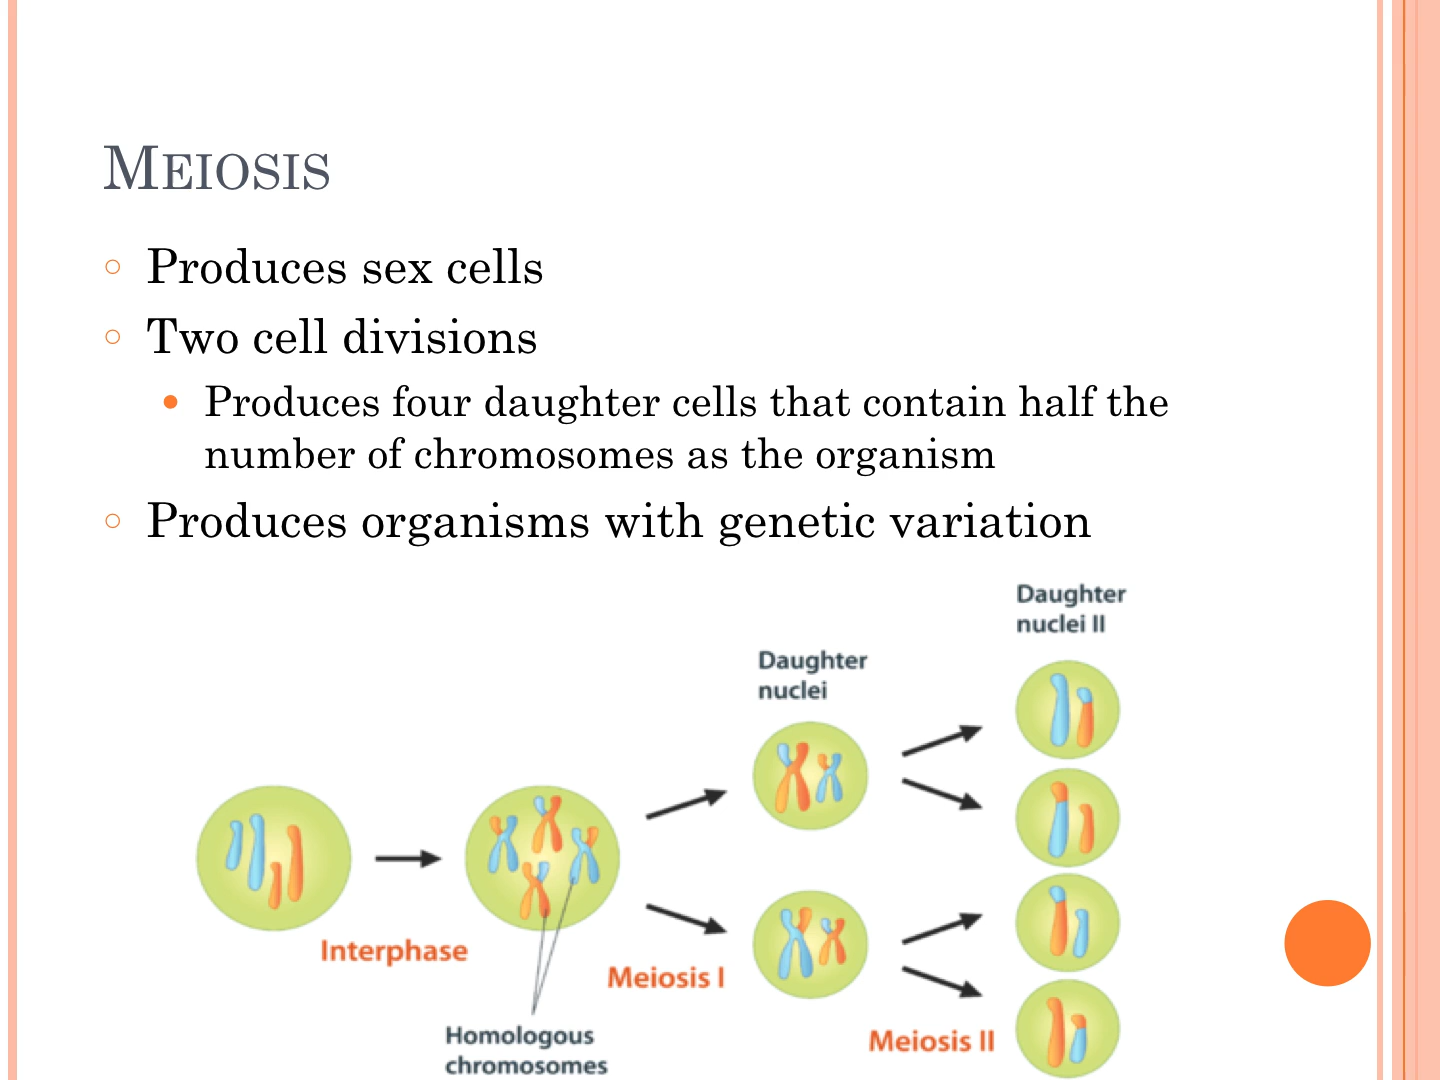 MEIOSIS
Produces sex cells
Two cell divisions
Produces four daughter cells that contain half the
number of chromosomes as the organism
Produces organisms with genetic variation
Daughter
nuclei II
Daughter
nuclei
Interphase
Meiosis I
Homologous
chromosomes
Meiosis II